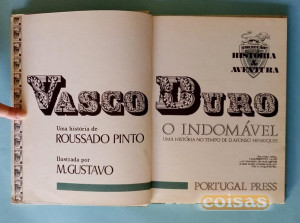 HISTÓRIA
& AVENTURA
VASCO DURO
Uma história de
ROUSSADO PINTO
Ilustrada por
M. GUSTAVO
O INDOMÁVEL
UMA HISTÓRIA NO TEMPO DE D. AFONSO HENRIQUES
PORTUGAL PRESS
coisas